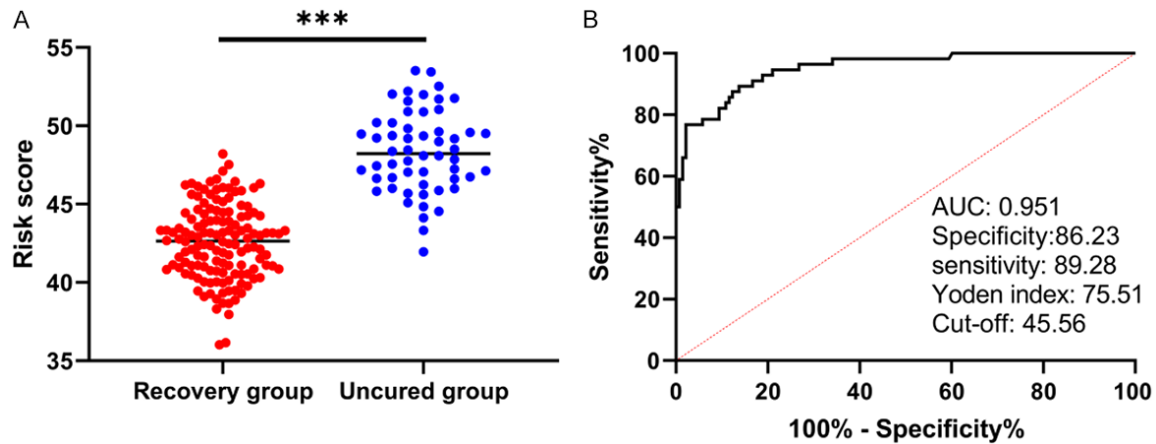 A
***
Risk score
55
50
45
40
35
Recovery group
Uncured group
B
Sensitivity%
100
80
60
40
20
0
0
20
40
60
80
100
100% - Specificity%
AUC: 0.951
Specificity:86.23
sensitivity: 89.28
Yoden index: 75.51
Cut-off: 45.56